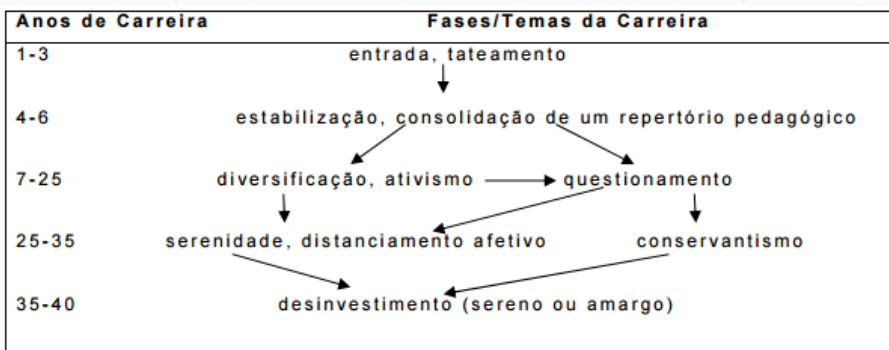 Anos de Carreira Fases/Temas da Carreira
1-3 entrada, tateamento
4-6 estabilização, consolidação de um repertório pedagógico
7-25 diversificação, ativismo questionamento
25-35 serenidade, distanciamento afetivo conservantismo
35-40 desinvestimento (sereno ou amargo)